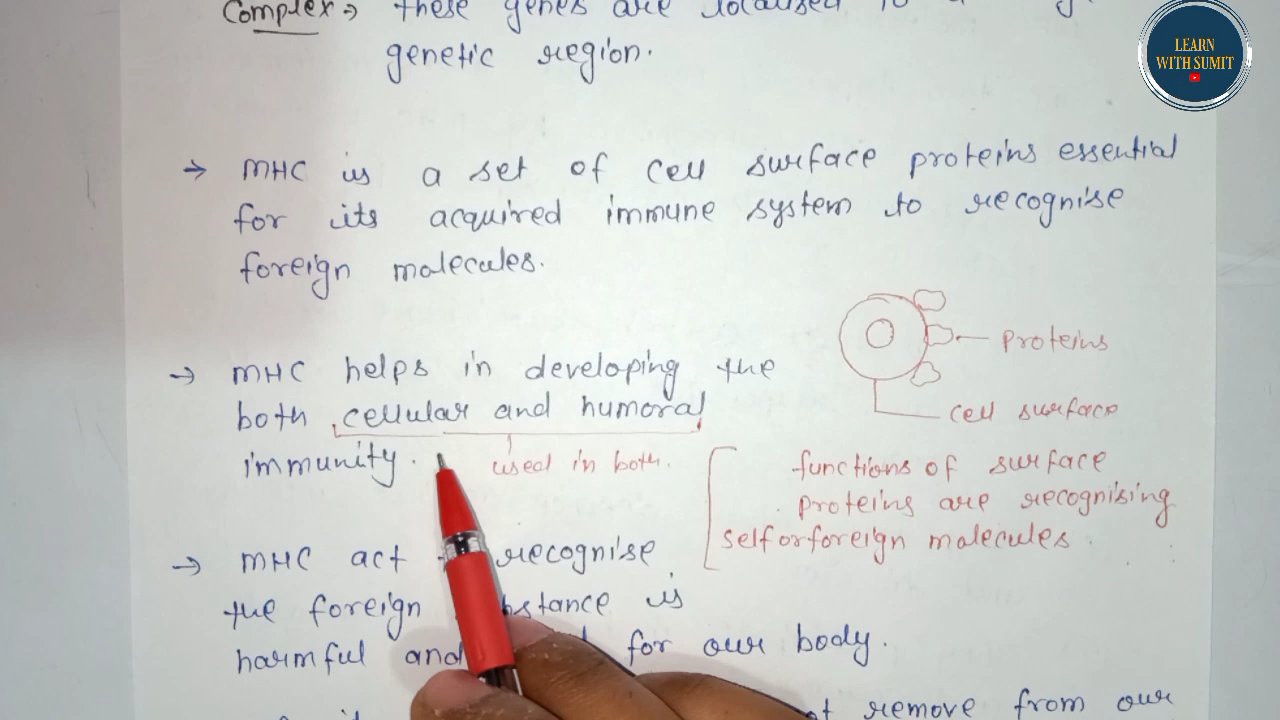 Complex → These genes are
genetic region.
LEARN
WITH SUMIT
→ MHC is a set of cell surface proteins essential
for its acquired immune system to recognise
foreign molecules.
→ MHC helps in developing the
both cellular and humoral
immunity.
used in both.
proteins
cell surface
functions of surface
proteins are recognising
self or foreign molecules.
→ MHC act recognise
the foreign is
harmful and for our body.
remove from our